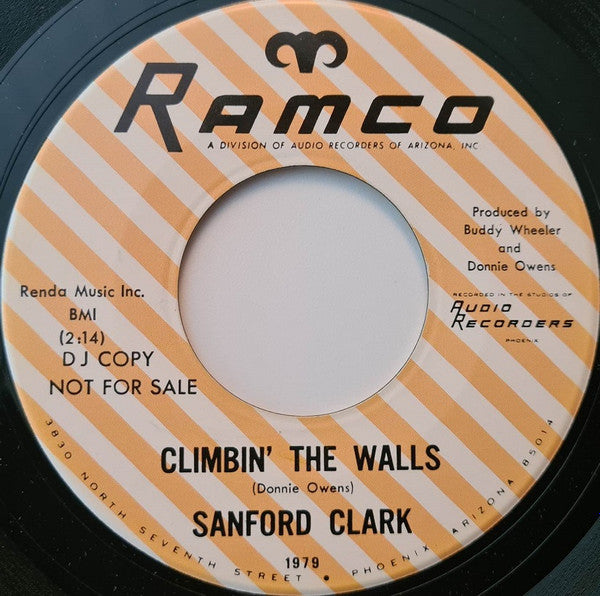 RAMCO
A DIVISION OF AUDIO RECORDERS OF ARIZONA, INC
Produced by
Buddy Wheeler
and
Donnie Owens
Renda Music Inc.
BMI
(2:14)
DJ COPY
NOT FOR SALE
RECORDED IN THE STUDIOS OF
AUDIO
RECORDERS
PHOENIX
CLIMBIN' THE WALLS
(Donnie Owens)
SANFORD CLARK
1979
3830 NORTH SEVENTH STREET • PHOENIX, ARIZONA 85014